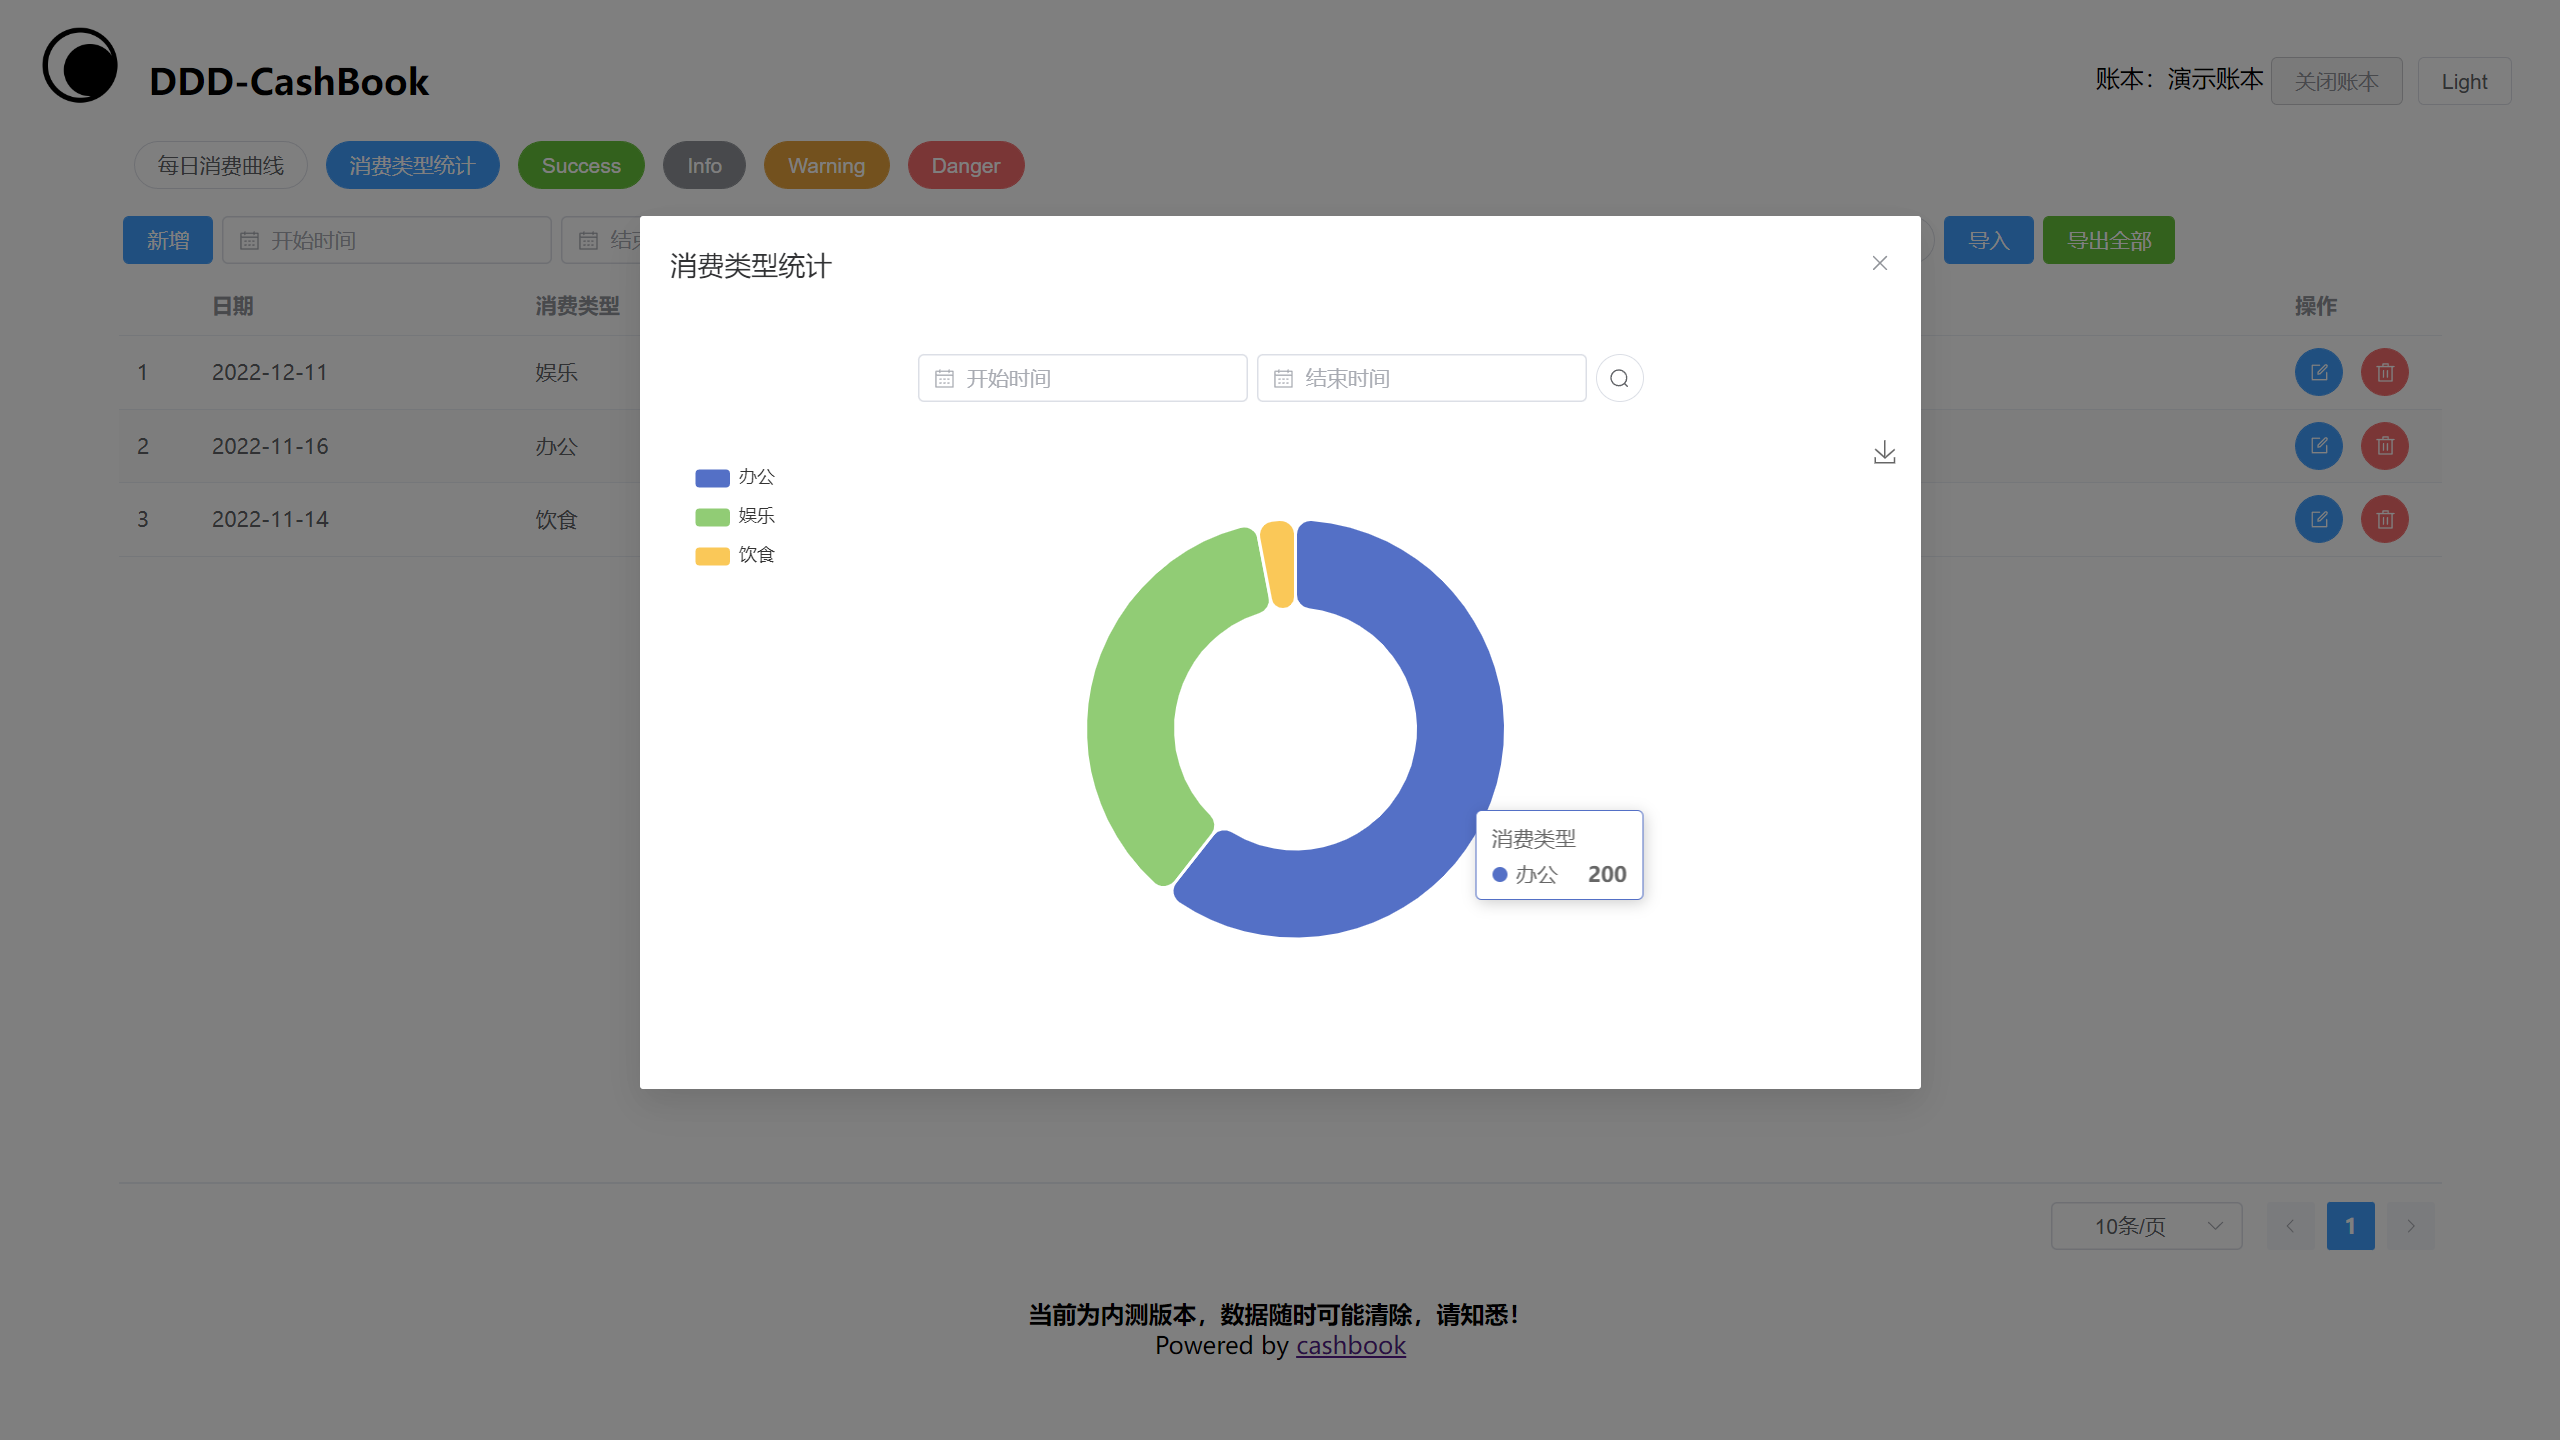 DDD-CashBook
账本：演示账本 关闭账本 Light
每日消费曲线 消费类型统计 Success Info Warning Danger
新增 开始时间 导入 导出全部
日期 消费类型 操作
1 2022-12-11 娱乐
2 2022-11-16 办公
3 2022-11-14 饮食
消费类型统计
开始时间 结束时间
办公
娱乐
饮食
消费类型
办公 200
10条/页 1
当前为内测版本，数据随时可能清除，请知悉！
Powered by cashbook